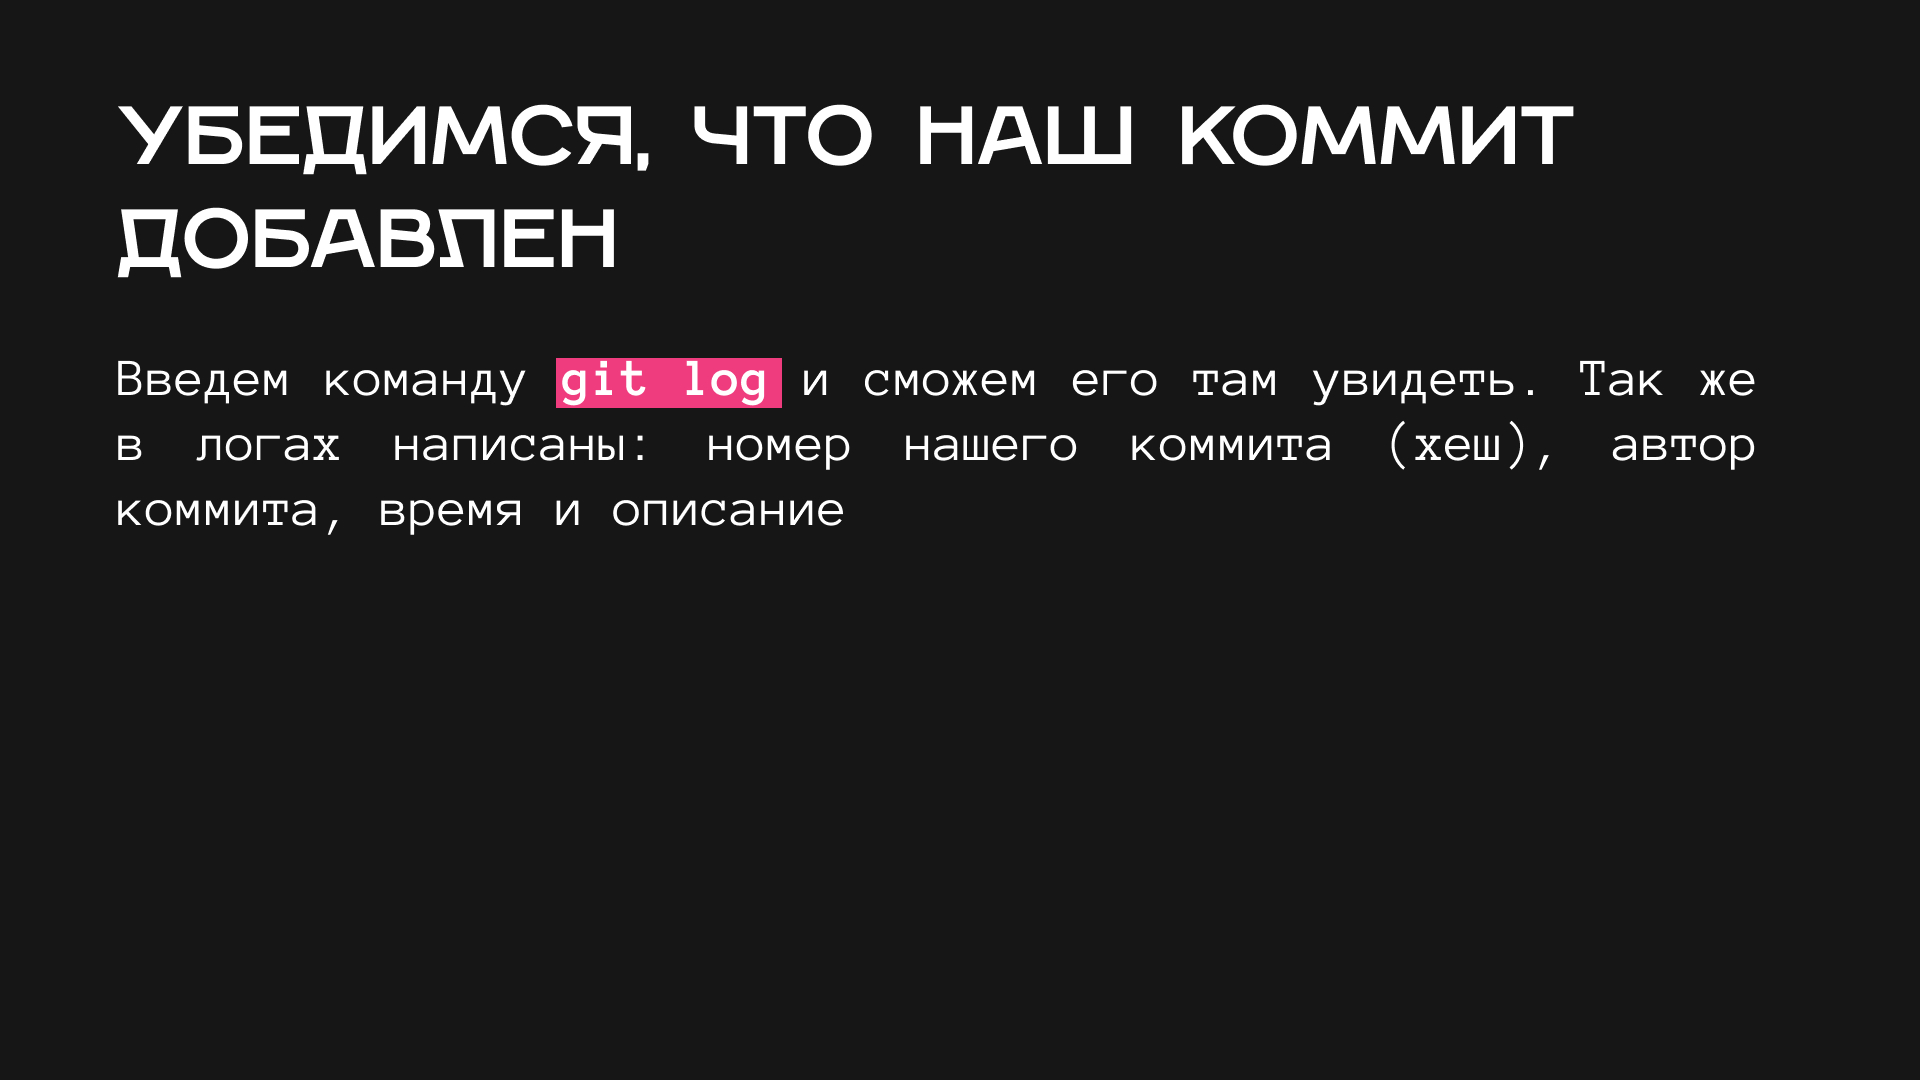 УБЕДИМСЯ, ЧТО НАШ КОММИТ
ДОБАВЛЕН
Введем команду git log и сможем его там увидеть. Так же
в логах написаны: номер нашего коммита (хеш), автор
коммита, время и описание